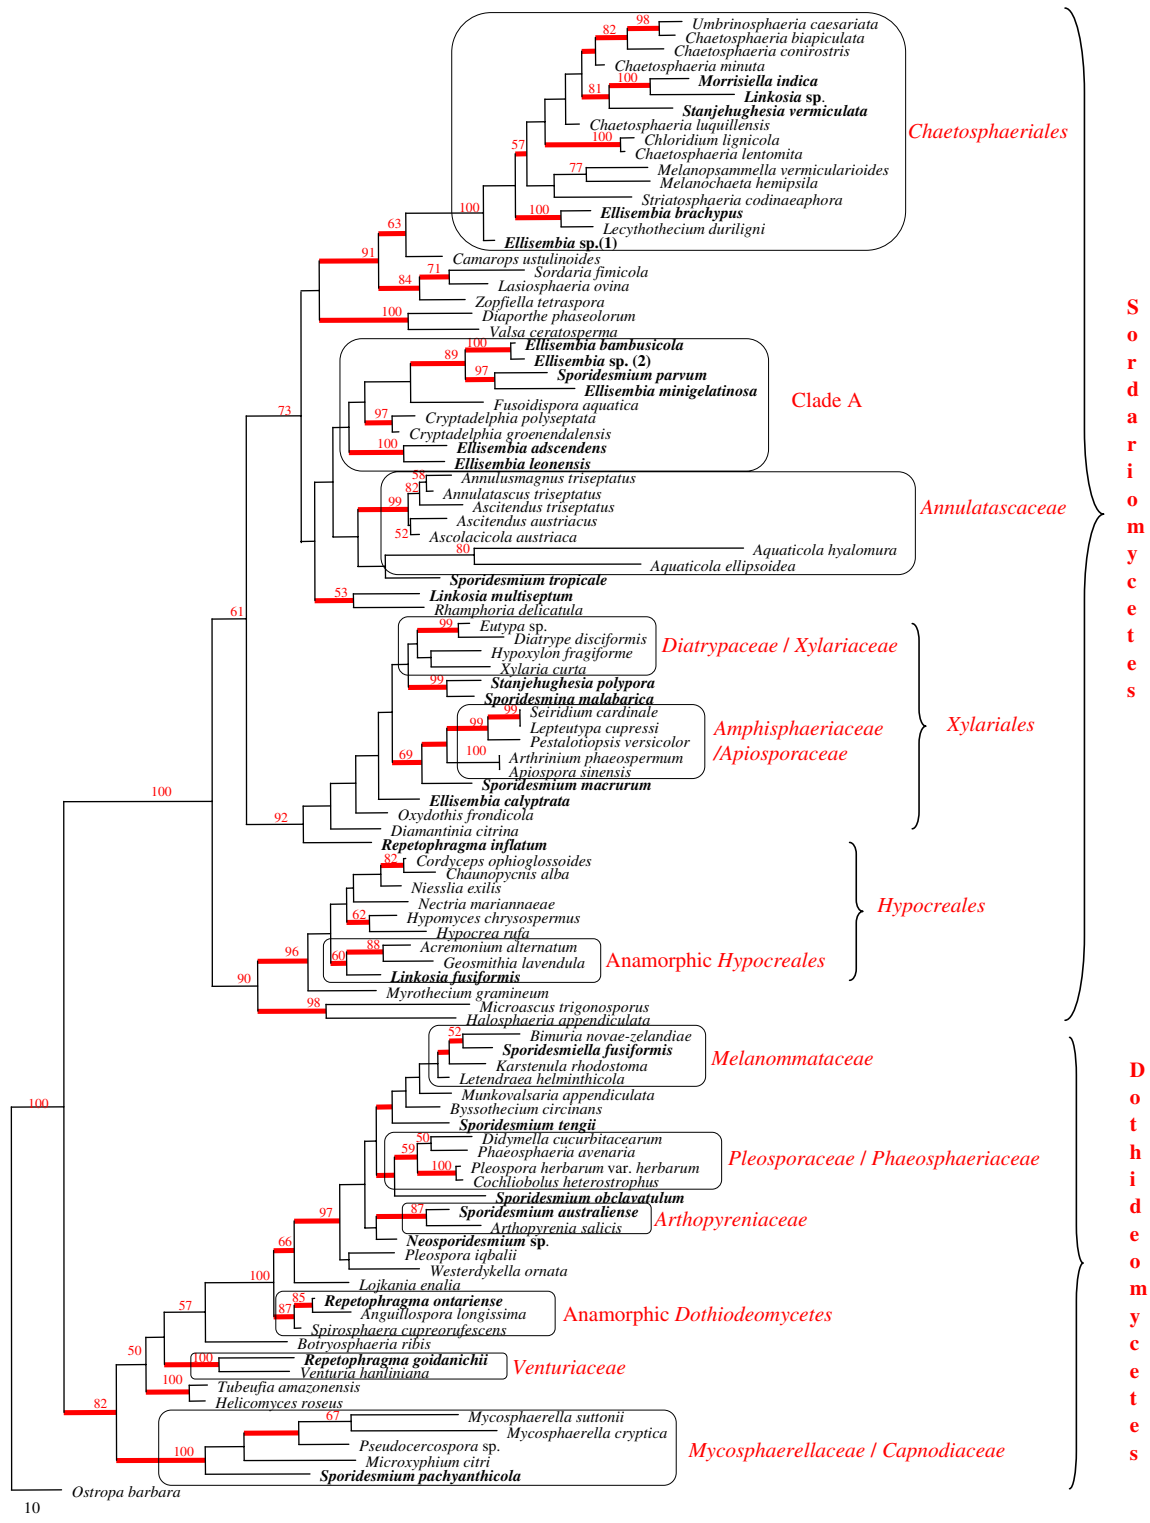 98
Umbrinosphaeria caesariata
82
Chaetosphaeria biapiculata
Chaetosphaeria conirostris
Chaetosphaeria minuta
100
Morrisiella indica
81
Linkosia sp.
Stanjehughesia vermiculata
Chaetosphaeria luquillensis
Chaetosphaeriales
100
Chloridium lignicola
57
Chaetosphaeria lentomita
77
Melanopsammella vermicularioides
Melanochaeta hemipsila
Striatosphaeria codinaeaphora
100
100
Ellisembia brachypus
Lecythothecium duriligni
63
Ellisembia sp.(1)
91
Camarops ustulinoides
71
Sordaria fimicola
84
Lasiosphaeria ovina
Zopfiella tetraspora
100
Diaporthe phaseolorum
Valsa ceratosperma
100
Ellisembia bambusicola
89
Ellisembia sp. (2)
97
Sporidesmium parvum
Ellisembia minigelatinosa
Clade A
Fusoidispora aquatica
73
97
Cryptadelphia polyseptata
Cryptadelphia groenendalensis
100
Ellisembia adscendens
Ellisembia leonensis
58
Annulusmagnus triseptatus
82
Annulatascus triseptatus
99
Ascitendus triseptatus
Annulatascaceae
Ascitendus austriacus
52
Ascolacicola austriaca
80
Aquaticola hyalomura
Aquaticola ellipsoidea
Sporidesmium tropicale
53
Linkosia multiseptum
Rhamphoria delicatula
61
99
Eutypa sp.
Diatrype disciformis
Diatrypaceae / Xylariaceae
Hypoxylon fragiforme
Xylaria curta
99
Stanjehughesia polypora
Sporidesmina malabarica
99
Seiridium cardinale
99
Lepteutypa cupressi
Amphisphaeriaceae
/Apiosporaceae
Xylariales
Pestalotiopsis versicolor
69
100
Arthrinium phaeospermum
Apiospora sinensis
Sporidesmium macrurum
100
Ellisembia calyptrata
92
Oxydothis frondicola
Diamantinia citrina
Repetophragma inflatum
82
Cordyceps ophioglossoides
Chaunopycnis alba
Niesslia exilis
Nectria mariannaeae
Hypocreales
62
Hypomyces chrysospermus
Hypocrea rufa
96
88
Acremonium alternatum
60
Geosmithia lavendula
Anamorphic Hypocreales
90
Linkosia fusiformis
Myrothecium gramineum
98
Microascus trigonosporus
Halosphaeria appendiculata
Sordariomycetes
52
Bimuria novae-zelandiae
Sporidesmiella fusiformis
Melanommataceae
Karstenula rhodostoma
Letendraea helminthicola
Munkovalsaria appendiculata
100
Byssothecium circinans
Sporidesmium tengii
50
Didymella cucurbitacearum
59
Phaeosphaeria avenaria
Pleosporaceae / Phaeosphaeriaceae
100
Pleospora herbarum var. herbarum
Cochliobolus heterostrophus
Sporidesmium obclavatulum
97
87
Sporidesmium australiense
Arthopyreniaceae
Arthopyrenia salicis
66
Neosporidesmium sp.
Pleospora iqbalii
Westerdykella ornata
100
Lojkania enalia
57
85
Repetophragma ontariense
87
Anguillospora longissima
Anamorphic Dothiodeomycetes
Spirosphaera cupreorufescens
Botryosphaeria ribis
50
100
Repetophragma goidanichii
Venturiaceae
Venturia hanliniana
100
Tubeufia amazonensis
82
Helicomyces roseus
67
Mycosphaerella suttonii
Mycosphaerella cryptica
100
Pseudocercospora sp.
Mycosphaerellaceae / Capnodiaceae
Microxyphium citri
Sporidesmium pachyanthicola
Dothideomycetes
Ostropa barbara
10